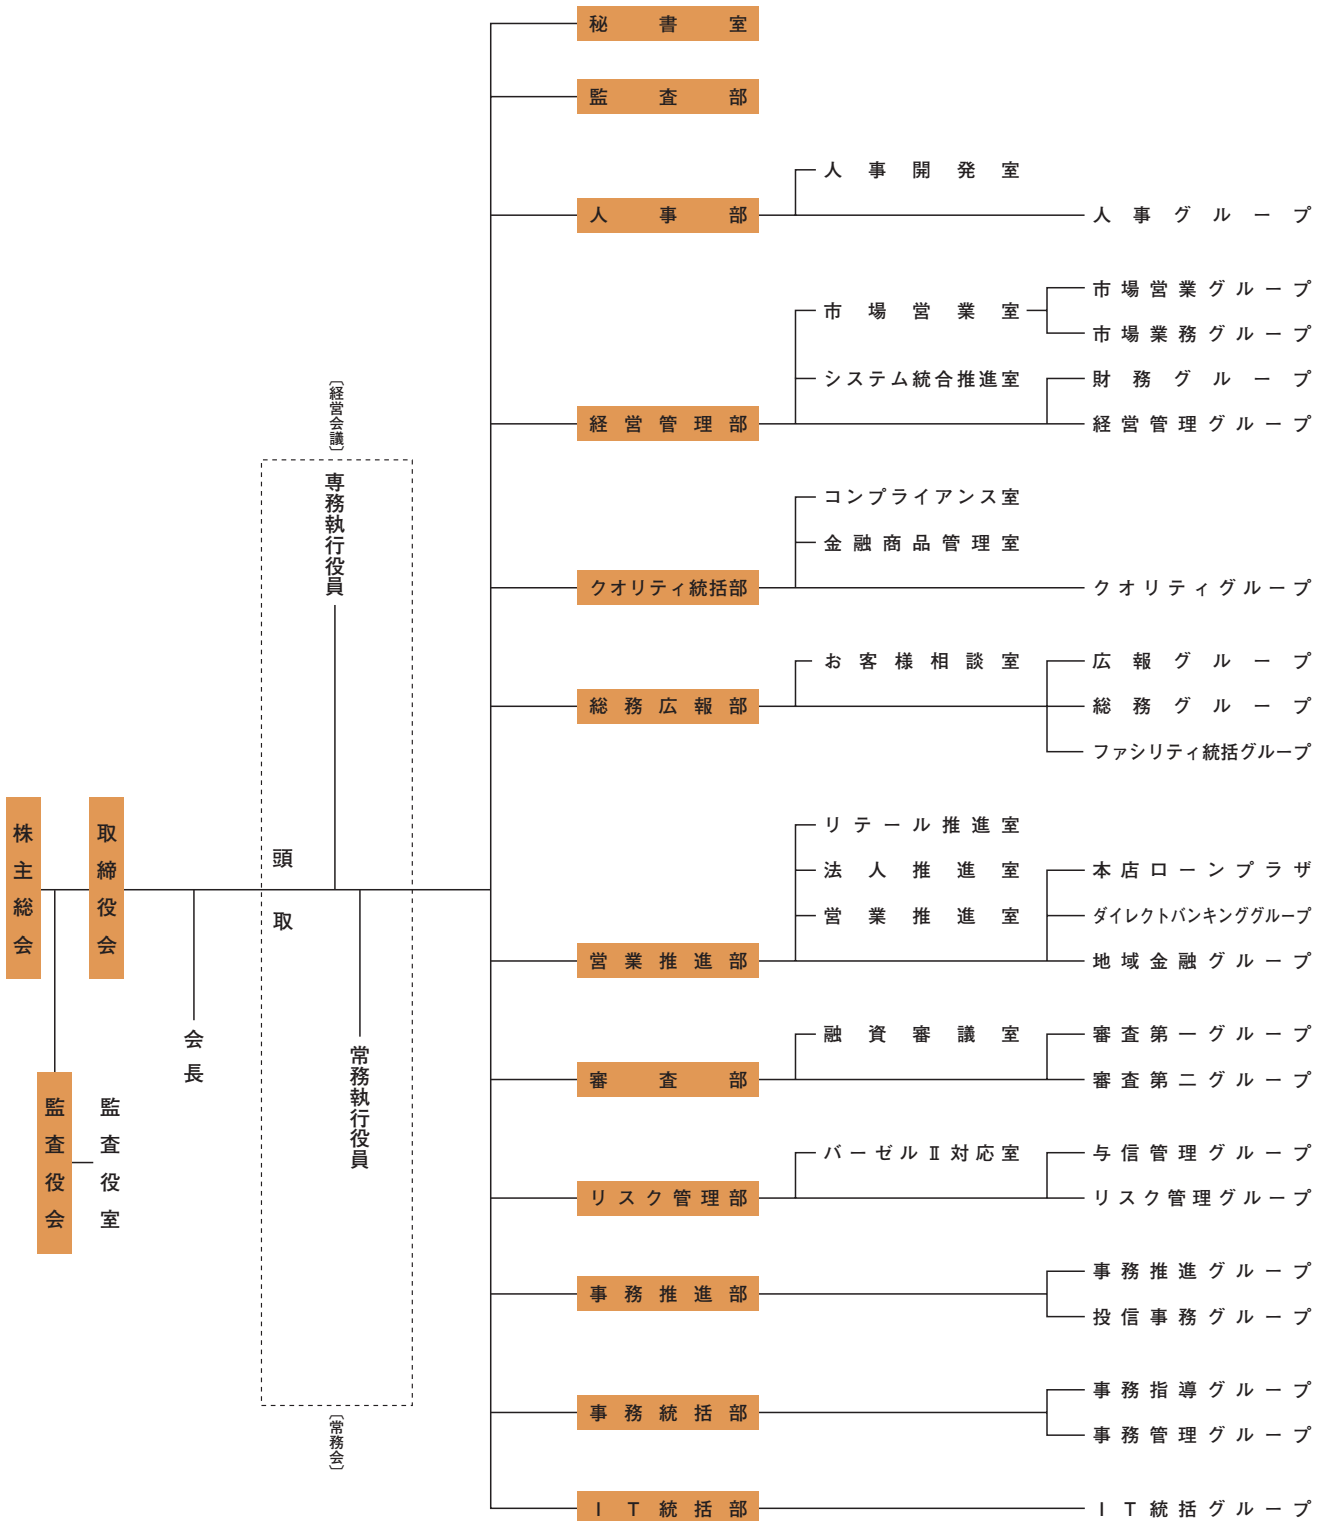 株主総会
取締役会
監査役会
監査役室
会長
頭取
〔経営会議〕
専務執行役員
常務執行役員
〔常務会〕
秘書室
監査部
人事部
人事開発室
人事グループ
経営管理部
市場営業室
市場営業グループ
市場業務グループ
システム統合推進室
財務グループ
経営管理グループ
クオリティ統括部
コンプライアンス室
金融商品管理室
クオリティグループ
総務広報部
お客様相談室
広報グループ
総務グループ
ファシリティ統括グループ
営業推進部
リテール推進室
法人推進室
営業推進室
本店ローンプラザ
ダイレクトバンキンググループ
地域金融グループ
審査部
融資審議室
審査第一グループ
審査第二グループ
リスク管理部
バーゼルⅡ対応室
与信管理グループ
リスク管理グループ
事務推進部
事務推進グループ
投信事務グループ
事務統括部
事務指導グループ
事務管理グループ
IT統括部
IT統括グループ